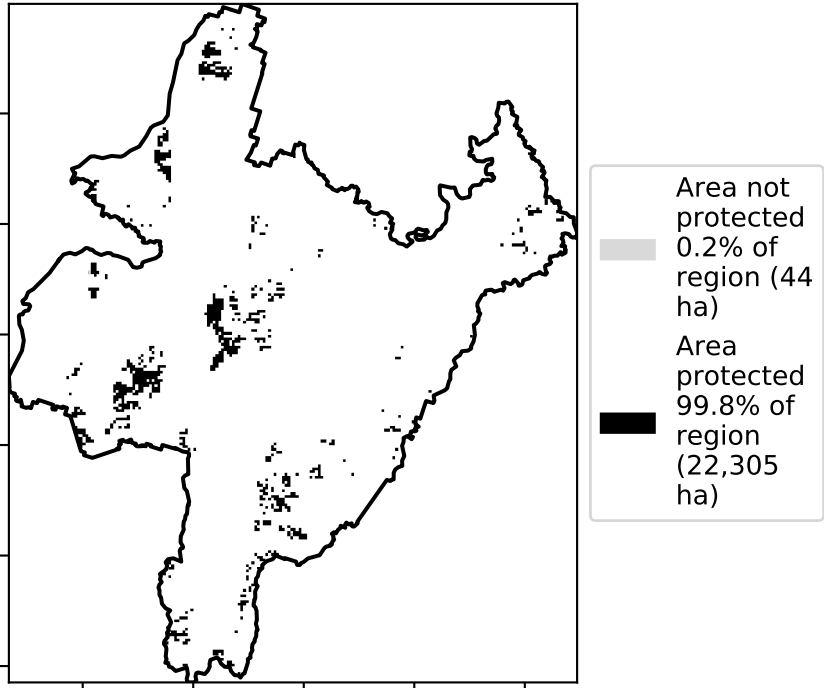 Area not
protected
0.2% of
region (44
ha)
Area
protected
99.8% of
region
(22,305
ha)